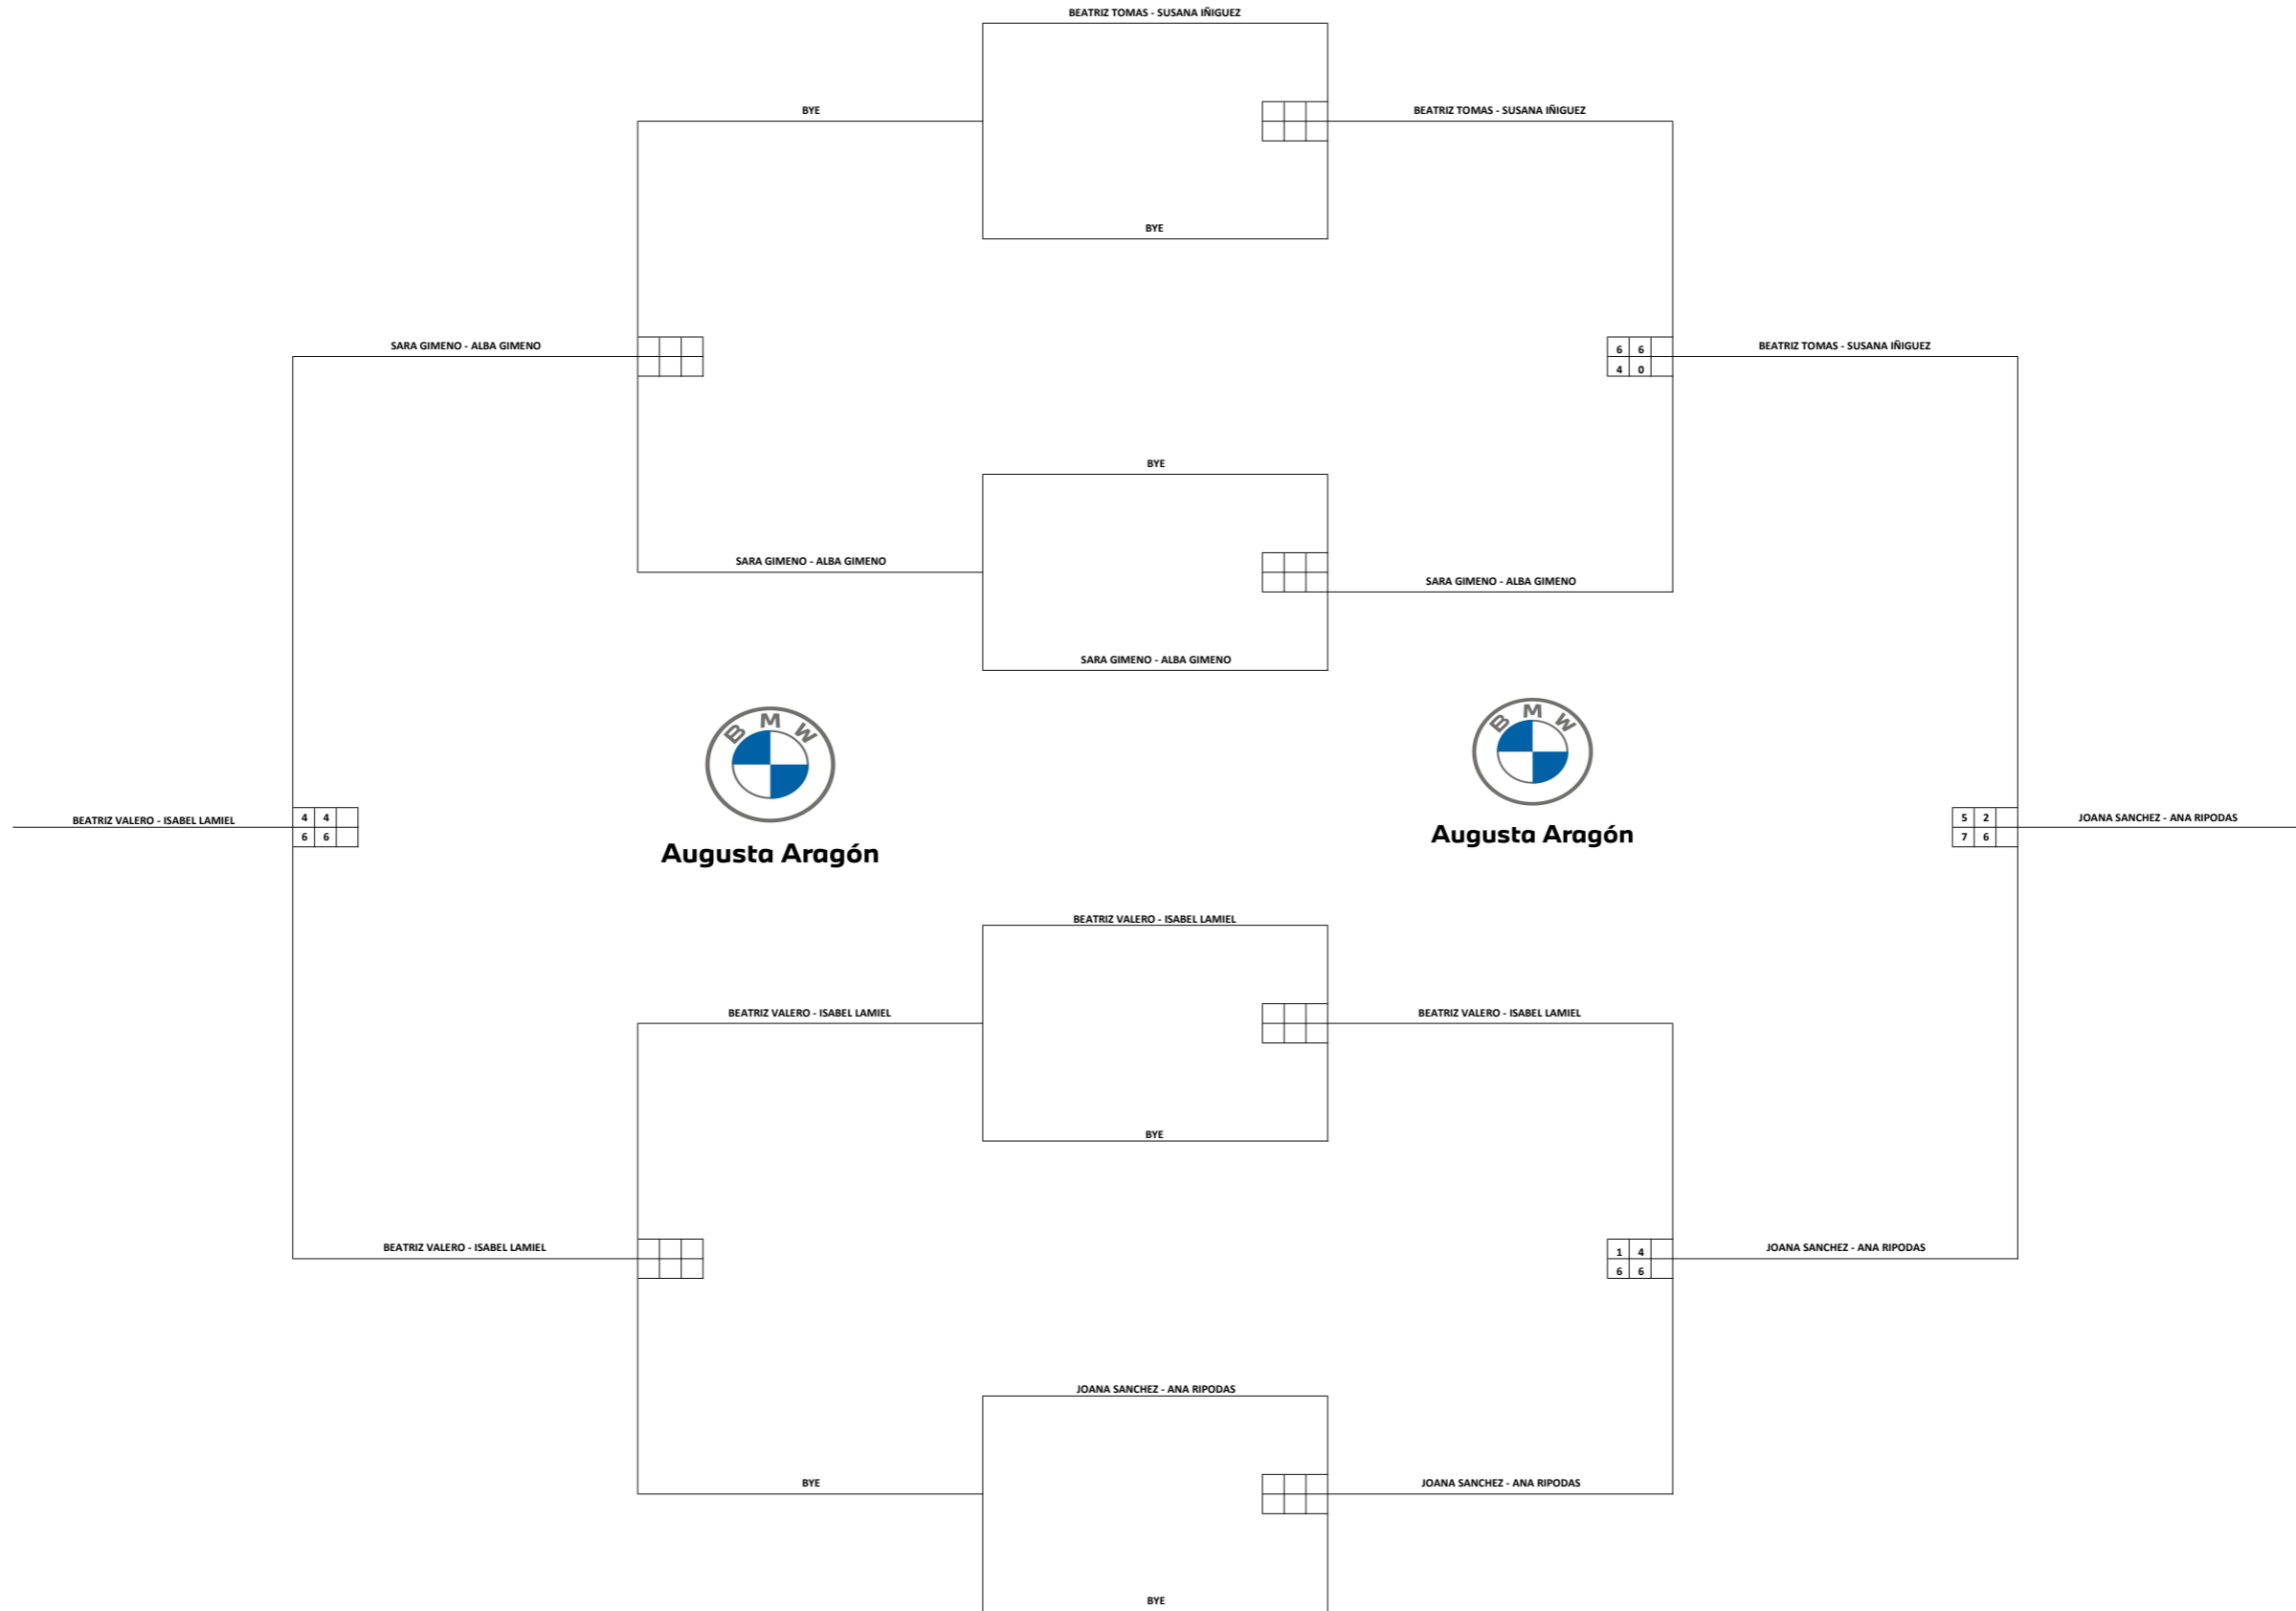 BEATRIZ TOMAS - SUSANA IÑIGUEZ
BYE
BEATRIZ TOMAS - SUSANA IÑIGUEZ
BYE
SARA GIMENO - ALBA GIMENO
6 6
4 0
BEATRIZ TOMAS - SUSANA IÑIGUEZ
BYE
SARA GIMENO - ALBA GIMENO
SARA GIMENO - ALBA GIMENO
SARA GIMENO - ALBA GIMENO
BMW
Augusta Aragón
BMW
Augusta Aragón
BEATRIZ VALERO - ISABEL LAMIEL
4 4
6 6
5 2
7 6
JOANA SANCHEZ - ANA RIPODAS
BEATRIZ VALERO - ISABEL LAMIEL
BEATRIZ VALERO - ISABEL LAMIEL
BEATRIZ VALERO - ISABEL LAMIEL
BYE
BEATRIZ VALERO - ISABEL LAMIEL
1 4
6 6
JOANA SANCHEZ - ANA RIPODAS
JOANA SANCHEZ - ANA RIPODAS
BYE
JOANA SANCHEZ - ANA RIPODAS
BYE